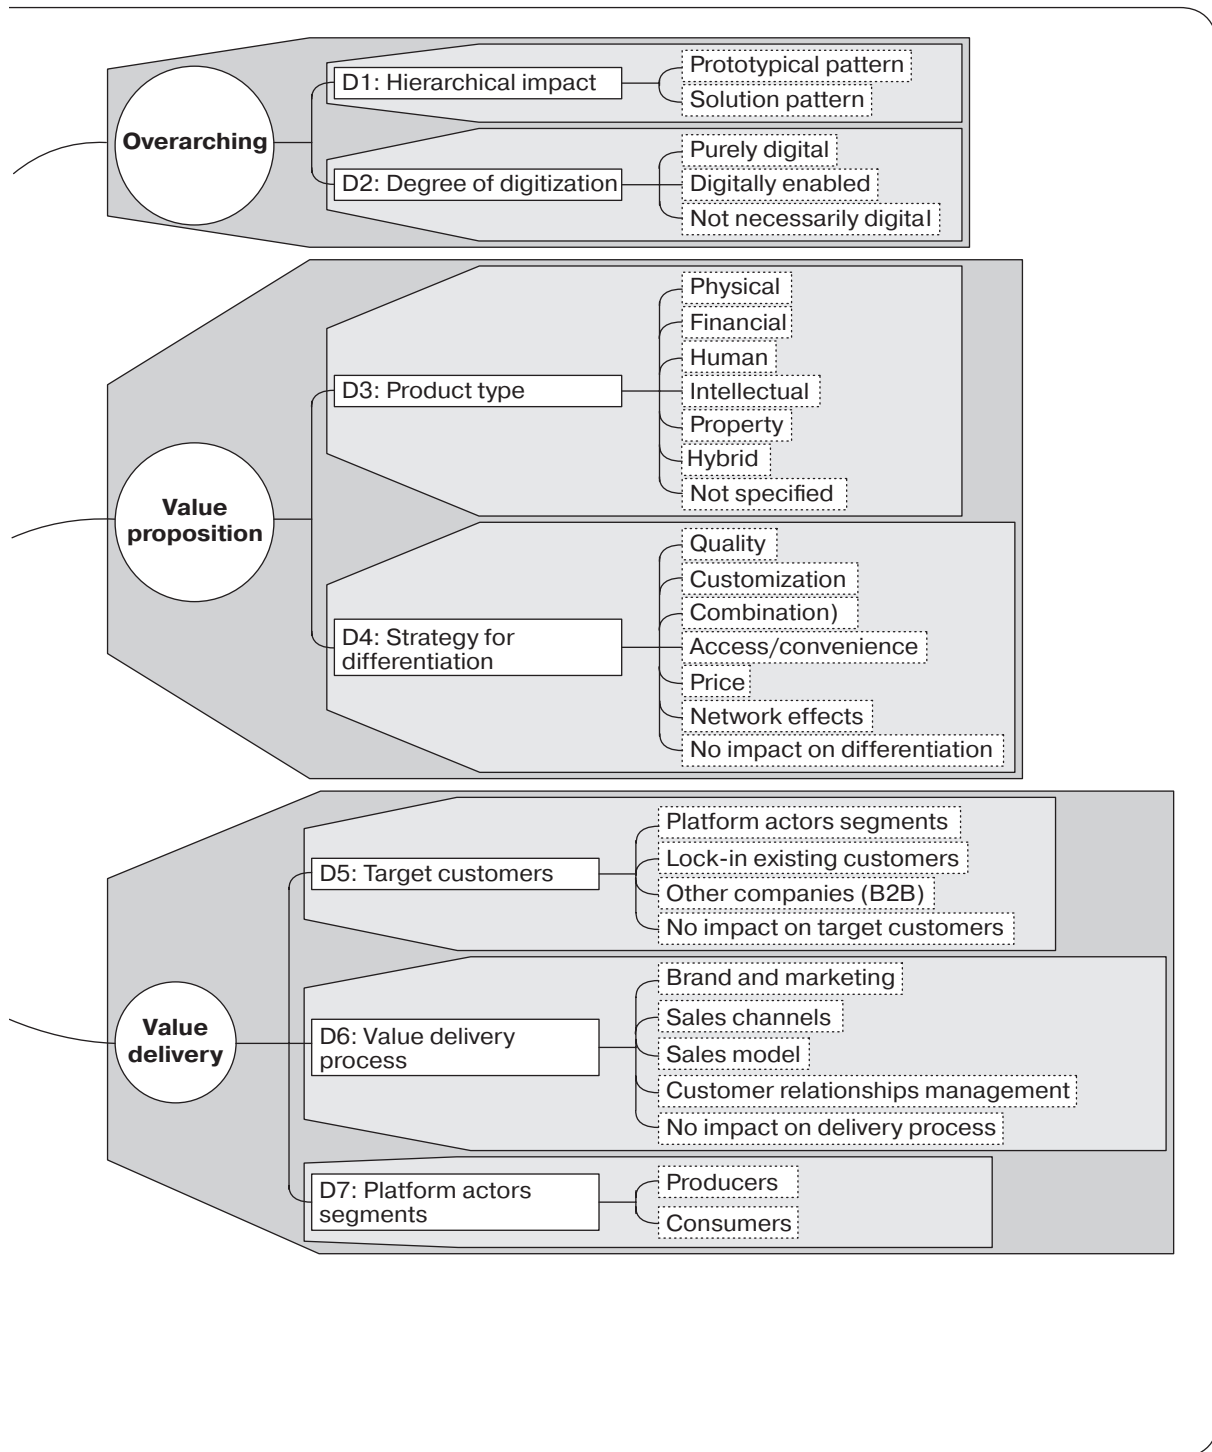 Overarching
D1: Hierarchical impact
Prototypical pattern
Solution pattern
D2: Degree of digitization
Purely digital
Digitally enabled
Not necessarily digital
Value
proposition
D3: Product type
Physical
Financial
Human
Intellectual
Property
Hybrid
Not specified
D4: Strategy for
differentiation
Quality
Customization
Combination)
Access/convenience
Price
Network effects
No impact on differentiation
Value
delivery
D5: Target customers
Platform actors segments
Lock-in existing customers
Other companies (B2B)
No impact on target customers
D6: Value delivery
process
Brand and marketing
Sales channels
Sales model
Customer relationships management
No impact on delivery process
D7: Platform actors
segments
Producers
Consumers